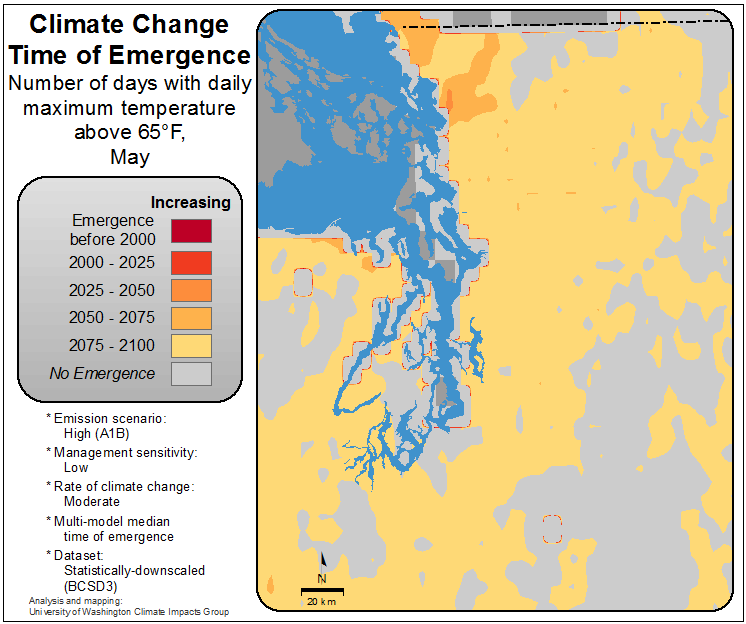 Climate Change
Time of Emergence
Number of days with daily
maximum temperature
above 65°F,
May
Increasing
Emergence
before 2000
2000 - 2025
2025 - 2050
2050 - 2075
2075 - 2100
No Emergence
* Emission scenario:
High (A1B)
* Management sensitivity:
Low
* Rate of climate change:
Moderate
* Multi-model median
time of emergence
* Dataset:
Statistically-downscaled
(BCSD3)
Analysis and mapping:
University of Washington Climate Impacts Group
N
20 km